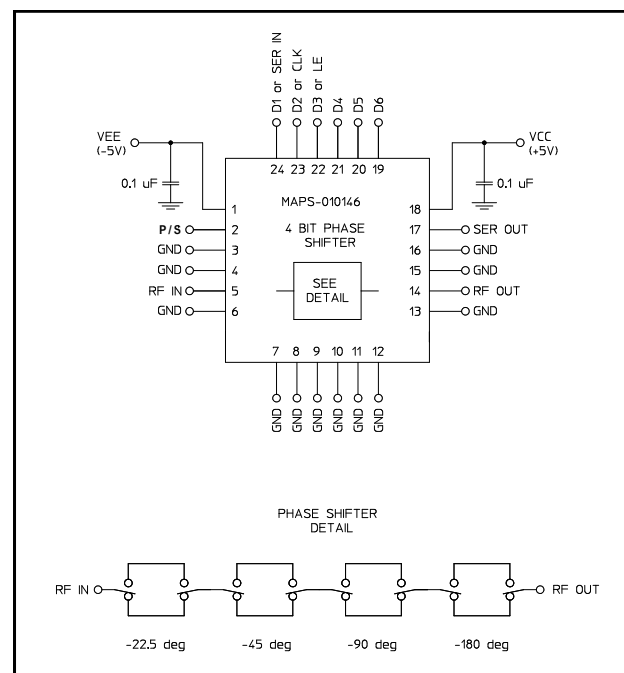 D1 or SER IN
D2 or CLK
D3 or LE
D4
D5
D6
VEE
(-5V)
VCC
(+5V)
0.1 uF
0.1 uF
24 23 22 21 20 19
MAPS-010146
4 BIT PHASE
SHIFTER
SEE
DETAIL
1
P/S 2
GND 3
GND 4
RF IN 5
GND 6
18
17 SER OUT
16 GND
15 GND
14 RF OUT
13 GND
7 8 9 10 11 12
GND GND GND GND GND GND
PHASE SHIFTER
DETAIL
RF IN RF OUT
-22.5 deg -45 deg -90 deg -180 deg